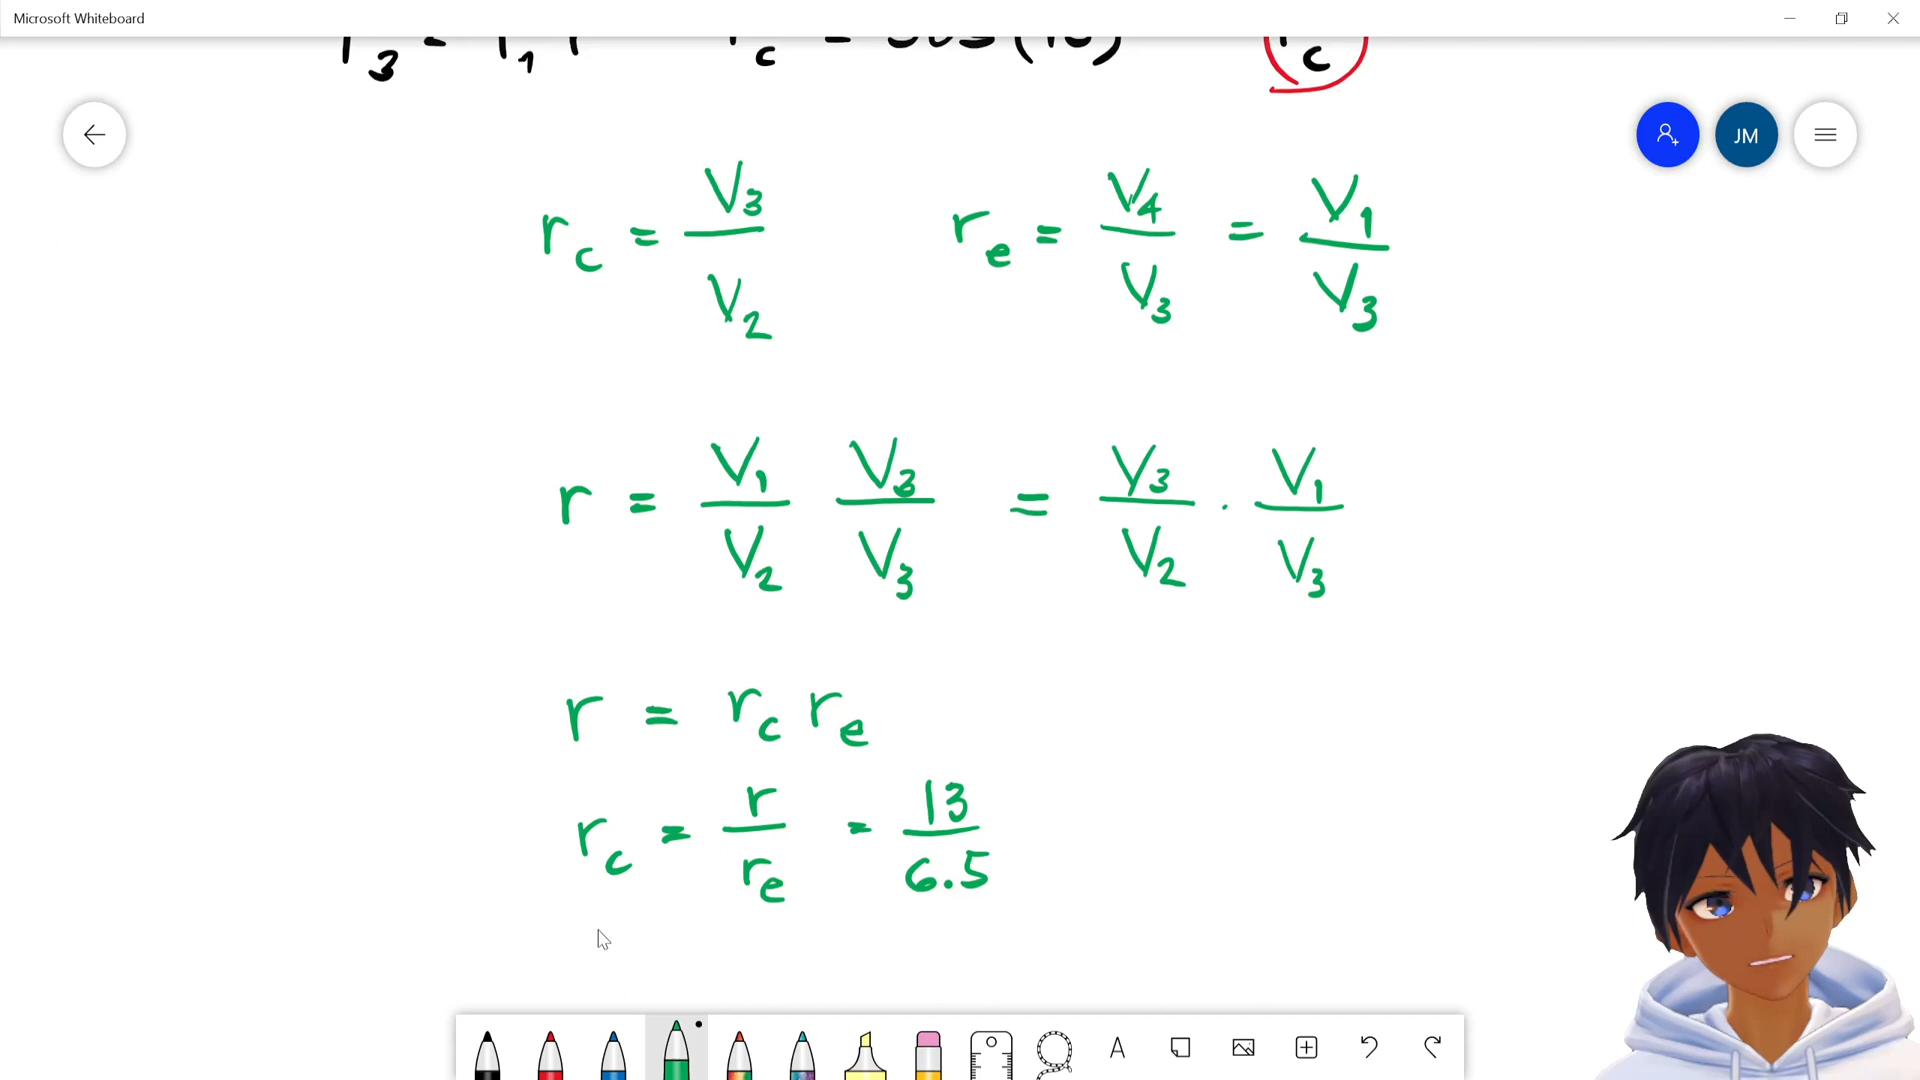 Microsoft Whiteboard
JM
r_c = V_3 / V_2    r_e = V_4 / V_3 = V_1 / V_3
r = V_1 / V_2  V_3 / V_3 = V_3 / V_2 · V_1 / V_3
r = r_c r_e
r_c = r / r_e = 13 / 6.5
A